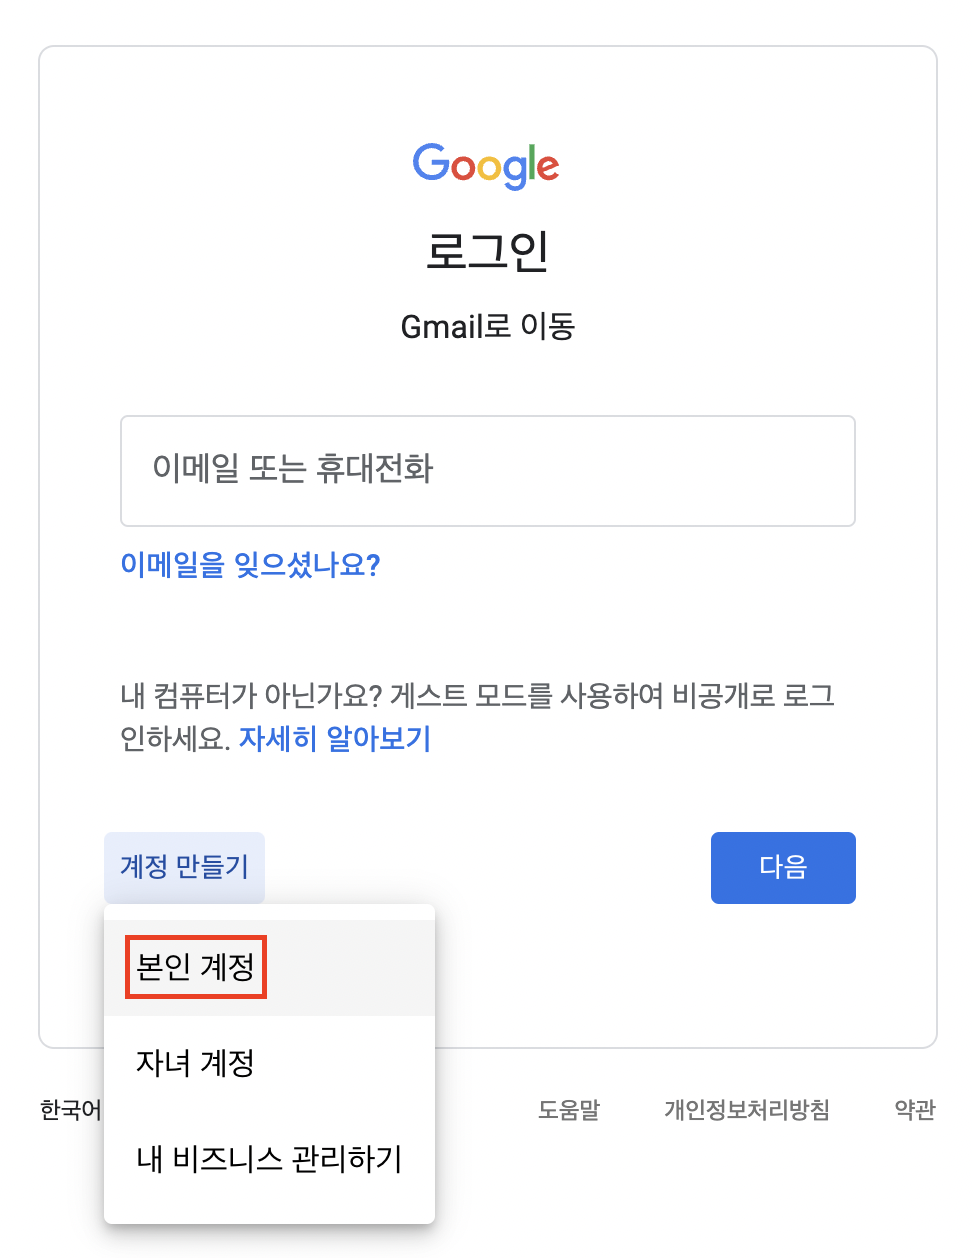 Google
로그인
Gmail로 이동
이메일 또는 휴대전화
이메일을 잊으셨나요?
내 컴퓨터가 아닌가요? 게스트 모드를 사용하여 비공개로 로그
인하세요. 자세히 알아보기
계정 만들기
다음
본인 계정
자녀 계정
내 비즈니스 관리하기
한국어
도움말
개인정보처리방침
약관